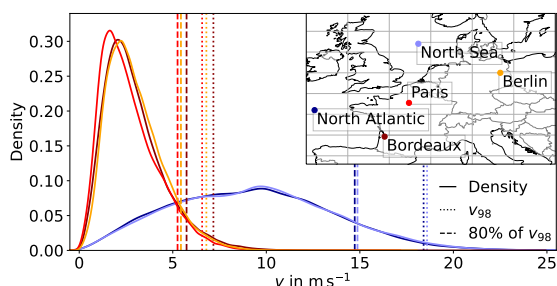 0.30
0.25
0.20
0.15
0.10
0.05
0.00
Density
0 5 10 15 20 25
v in m s⁻¹
North Sea
Berlin
Paris
North Atlantic
Bordeaux
Density
v₉₈
80% of v₉₈